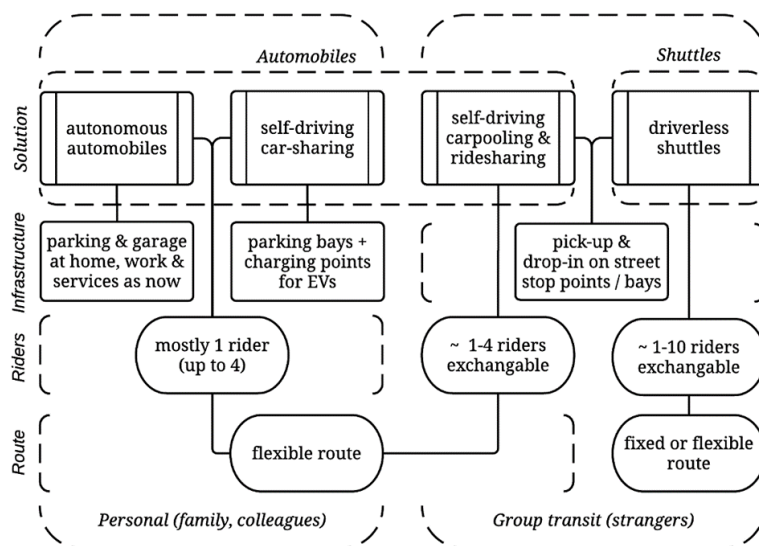 Automobiles
Shuttles
Solution
autonomous
automobiles
self-driving
car-sharing
self-driving
carpooling &
ridesharing
driverless
shuttles
Infrastructure
parking & garage
at home, work &
services as now
parking bays +
charging points
for EVs
pick-up &
drop-in on street
stop points / bays
Riders
mostly 1 rider
(up to 4)
~ 1-4 riders
exchangable
~ 1-10 riders
exchangable
Route
flexible route
fixed or flexible
route
Personal (family, colleagues)
Group transit (strangers)